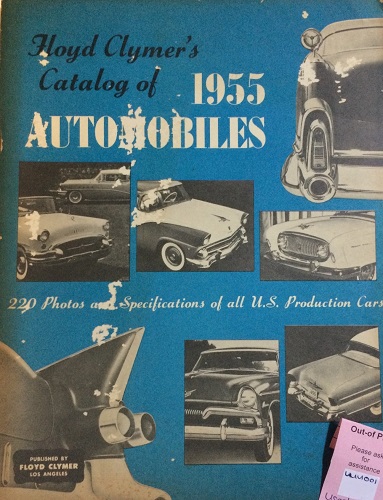 Floyd Clymer's
Catalog of 1955
AUTOMOBILES
220 Photos and Specifications of all U.S. Production Cars
PUBLISHED BY
FLOYD CLYMER
LOS ANGELES
Out-of P
Please ask
for
assistance